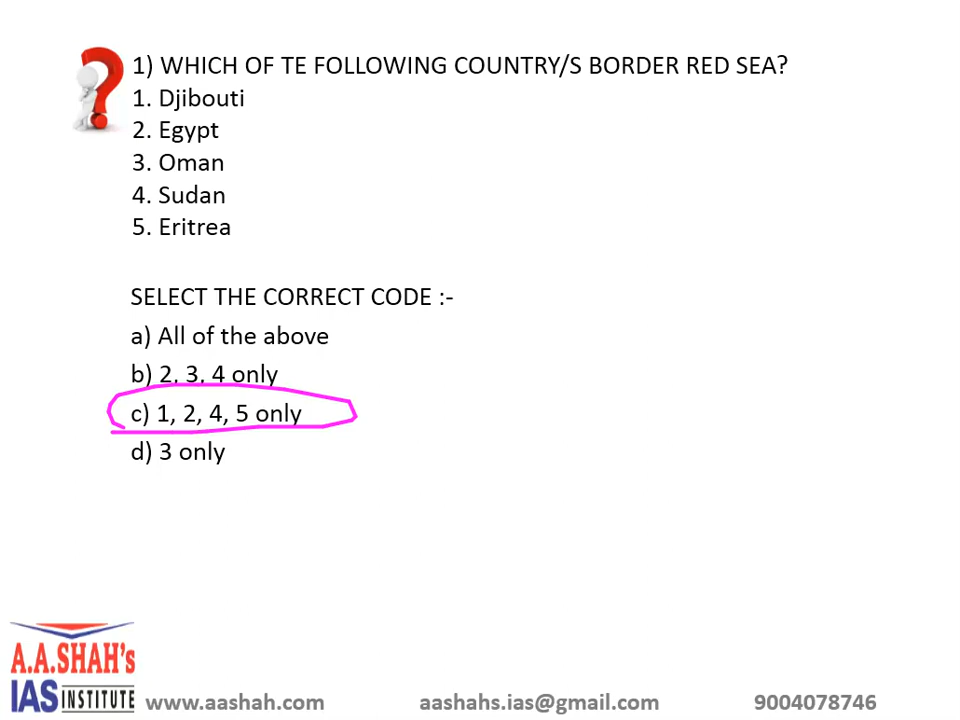 1) WHICH OF TE FOLLOWING COUNTRY/S BORDER RED SEA?
1. Djibouti
2. Egypt
3. Oman
4. Sudan
5. Eritrea
SELECT THE CORRECT CODE :-
a) All of the above
b) 2, 3, 4 only
c) 1, 2, 4, 5 only
d) 3 only
A.A.SHAH's
IAS INSTITUTE
www.aashah.com aashahs.ias@gmail.com 9004078746